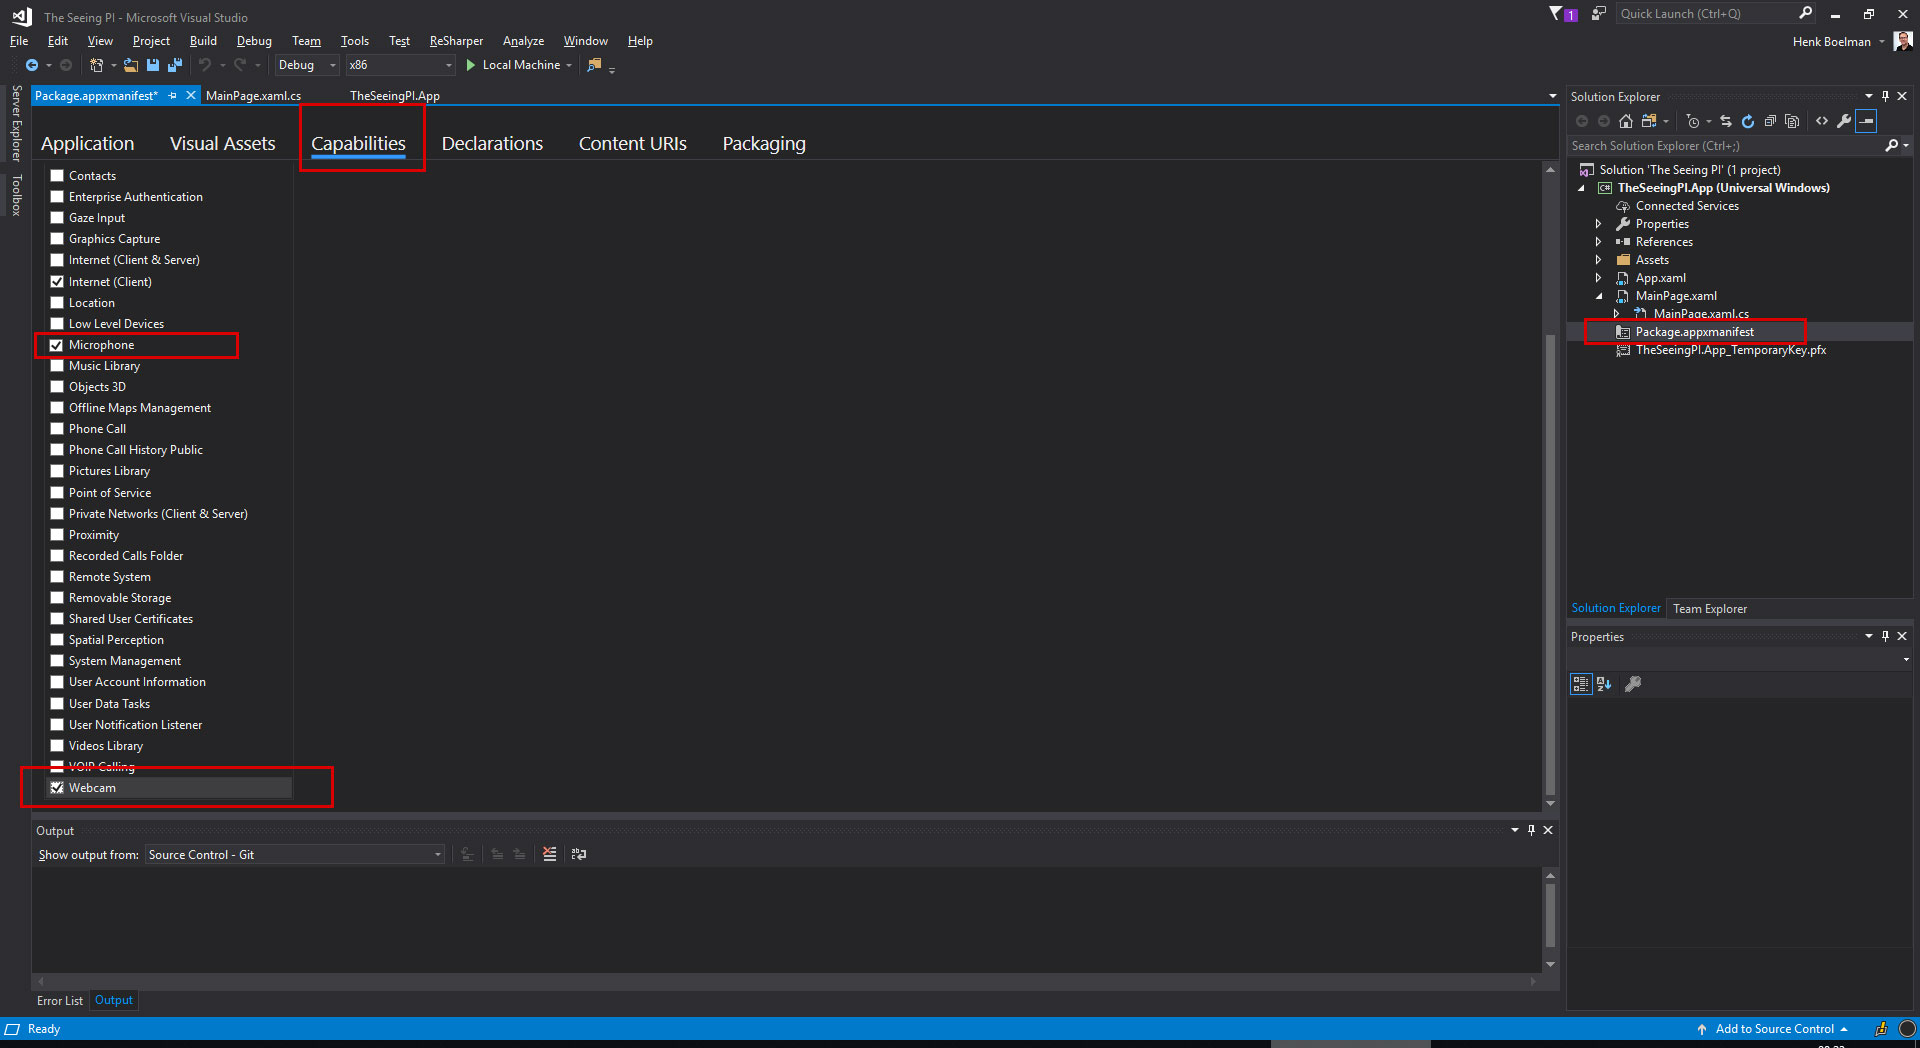 The Seeing PI - Microsoft Visual Studio
1
Quick Launch (Ctrl+Q)
File Edit View Project Build Debug Team Tools Test ReSharper Analyze Window Help
Henk Boelman
Debug x86 Local Machine
Server Explorer
Toolbox
Package.appxmanifest* MainPage.xaml.cs TheSeeingPI.App
Application Visual Assets Capabilities Declarations Content URIs Packaging
Contacts
Enterprise Authentication
Gaze Input
Graphics Capture
Internet (Client & Server)
Internet (Client)
Location
Low Level Devices
Microphone
Music Library
Objects 3D
Offline Maps Management
Phone Call
Phone Call History Public
Pictures Library
Point of Service
Private Networks (Client & Server)
Proximity
Recorded Calls Folder
Remote System
Removable Storage
Shared User Certificates
Spatial Perception
System Management
User Account Information
User Data Tasks
User Notification Listener
Videos Library
VOIP Calling
Webcam
Output
Show output from: Source Control - Git
Error List Output
Solution Explorer
Search Solution Explorer (Ctrl+;)
Solution 'The Seeing PI' (1 project)
C# TheSeeingPI.App (Universal Windows)
Connected Services
Properties
References
Assets
App.xaml
MainPage.xaml
MainPage.xaml.cs
Package.appxmanifest
TheSeeingPI.App_TemporaryKey.pfx
Solution Explorer Team Explorer
Properties
Ready
Add to Source Control